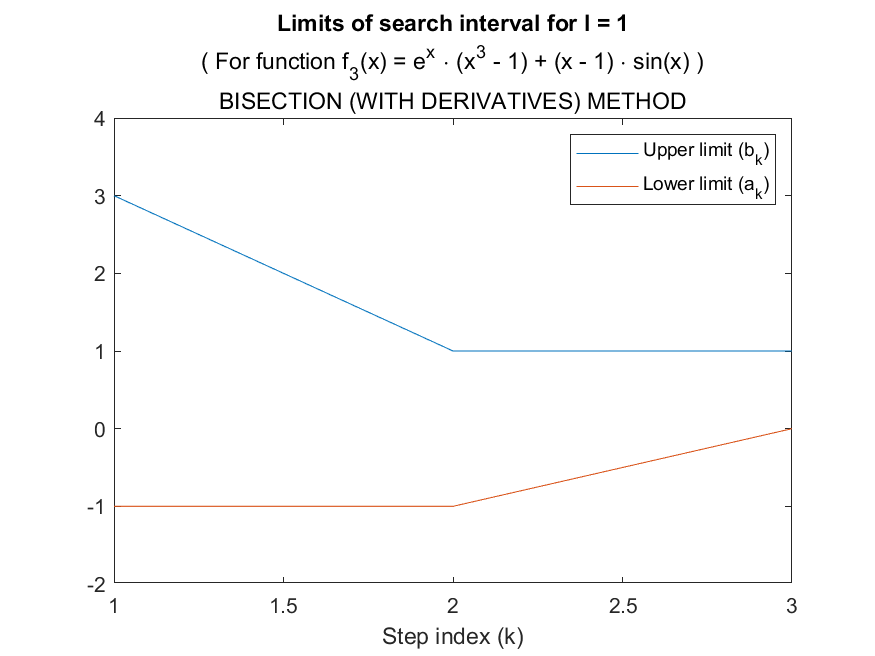 Limits of search interval for l = 1
( For function f₃(x) = eˣ · (x³ - 1) + (x - 1) · sin(x) )
BISECTION (WITH DERIVATIVES) METHOD
4
3
2
1
0
-1
-2
Upper limit (bₖ)
Lower limit (aₖ)
1 1.5 2 2.5 3
Step index (k)